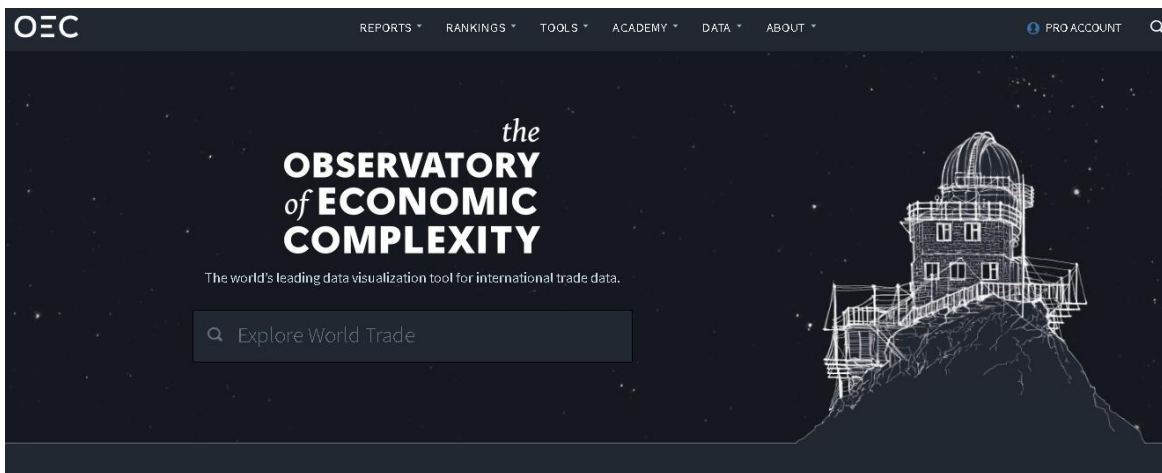 OEC
REPORTS
RANKINGS
TOOLS
ACADEMY
DATA
ABOUT
PRO ACCOUNT
the
OBSERVATORY
of ECONOMIC
COMPLEXITY
The world's leading data visualization tool for international trade data.
Explore World Trade